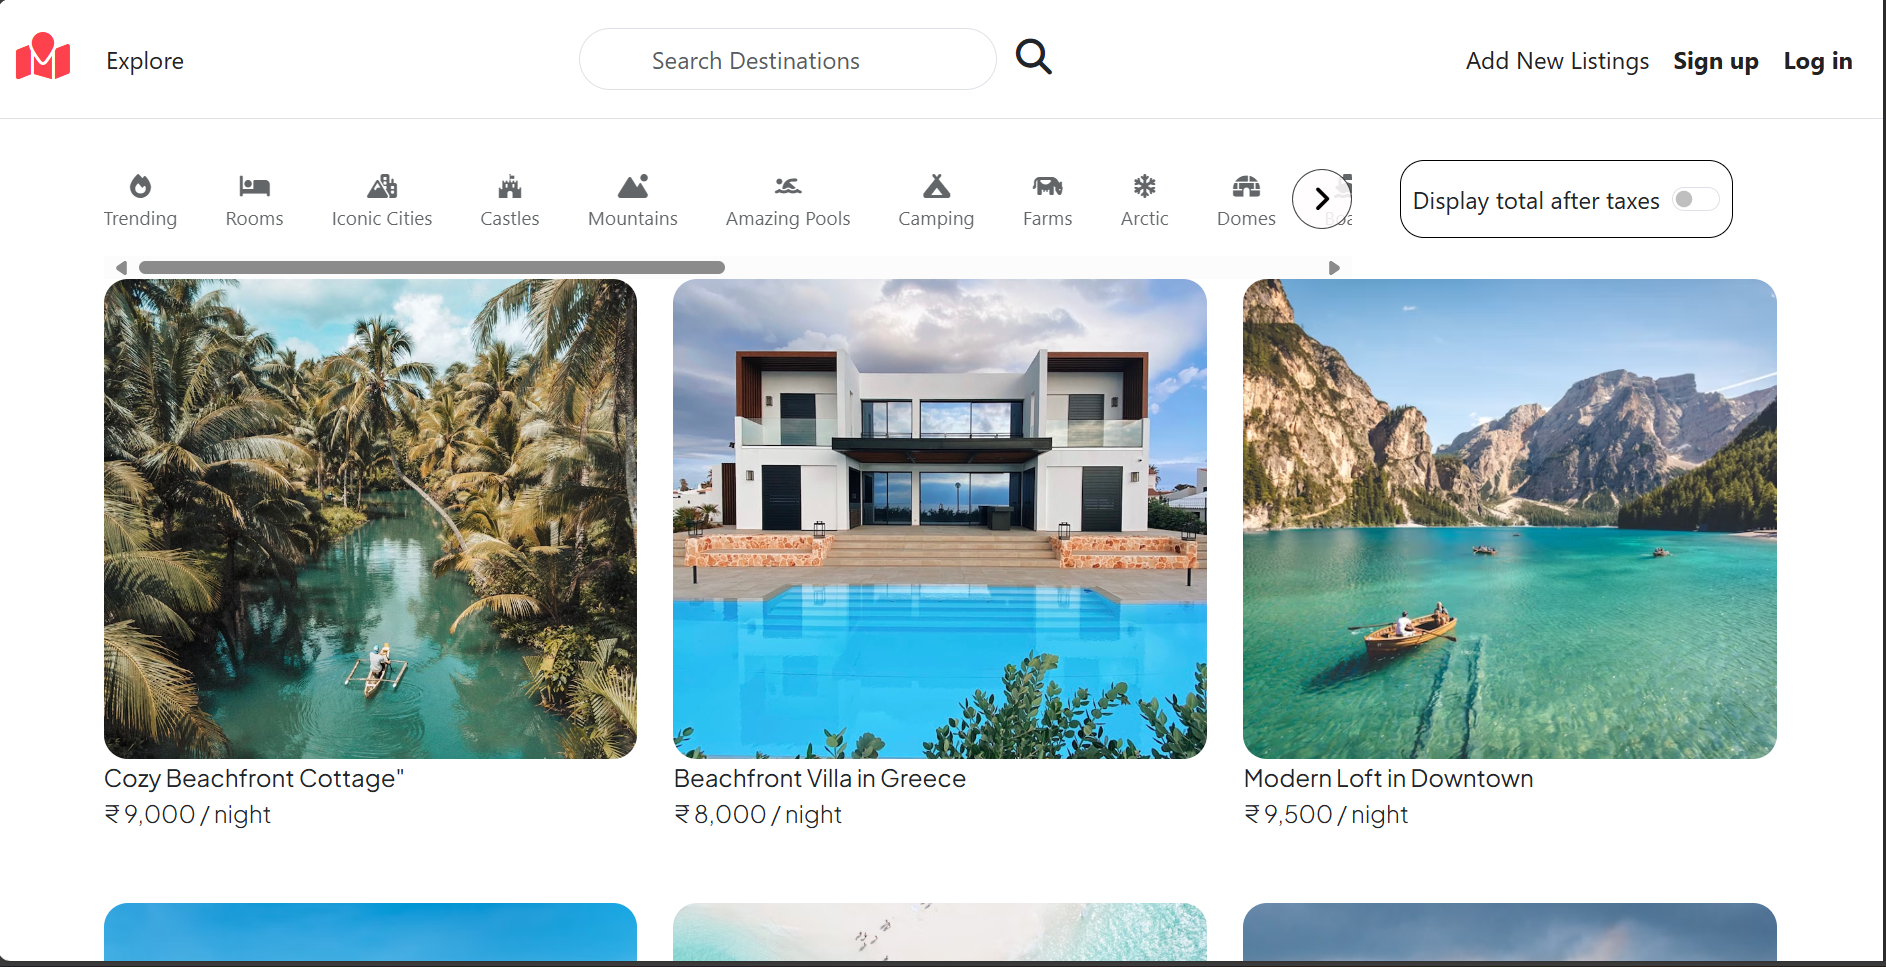 Explore
Search Destinations
Add New Listings Sign up Log in
Trending Rooms Iconic Cities Castles Mountains Amazing Pools Camping Farms Arctic Domes
Display total after taxes
Cozy Beachfront Cottage"
₹ 9,000 / night
Beachfront Villa in Greece
₹ 8,000 / night
Modern Loft in Downtown
₹ 9,500 / night